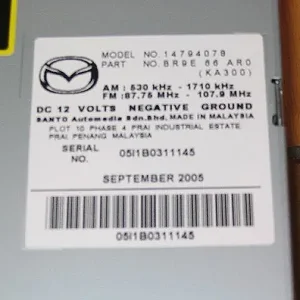 MODEL NO.14794078
PART NO. BR9E 66 AR0
(KA300)
AM : 530 kHz - 1710 kHz
FM : 87.75 MHz - 107.9 MHz
DC 12 VOLTS NEGATIVE GROUND
SANYO Automedia Sdn.Bhd. MADE IN MALAYSIA
PLOT 10 PHASE 4 PRAI INDUSTRIAL ESTATE
PRAI PENANG MALAYSIA
SERIAL NO. 05I1B0311145
SEPTEMBER 2005
05I1B0311145